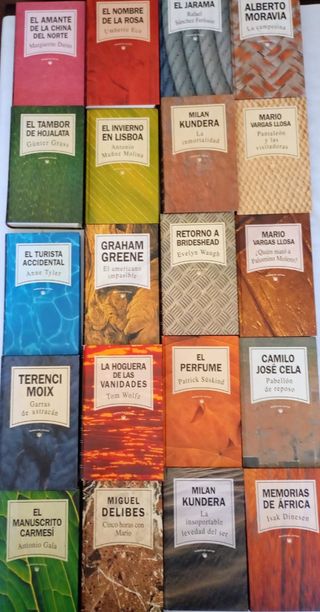 EL AMANTE
DE LA CHINA
DEL NORTE
Marguerite Duras
EL NOMBRE
DE LA ROSA
Umberto Eco
EL JARAMA
Rafael
Sánchez Ferlosio
ALBERTO
MORAVIA
La campesina
EL TAMBOR
DE HOJALATA
Günter Grass
EL INVIERNO
EN LISBOA
Antonio
Muñoz Molina
MILAN
KUNDERA
La
inmortalidad
MARIO
VARGAS LLOSA
Pantaleón
y las
visitadoras
EL TURISTA
ACCIDENTAL
Anne Tyler
GRAHAM
GREENE
El americano
impasible
RETORNO A
BRIDESHEAD
Evelyn Waugh
MARIO
VARGAS LLOSA
¿Quién mató a
Palomino Molero?
TERENCI
MOIX
Garras
de astracán
LA HOGUERA
DE LAS
VANIDADES
Tom Wolfe
EL
PERFUME
Patrick Süskind
CAMILO
JOSÉ CELA
Pabellón
de reposo
EL
MANUSCRITO
CARMESÍ
Antonio Gala
MIGUEL
DELIBES
Cinco horas con
Mario
MILAN
KUNDERA
La
insoportable
levedad del ser
MEMORIAS
DE ÁFRICA
Isak Dinesen